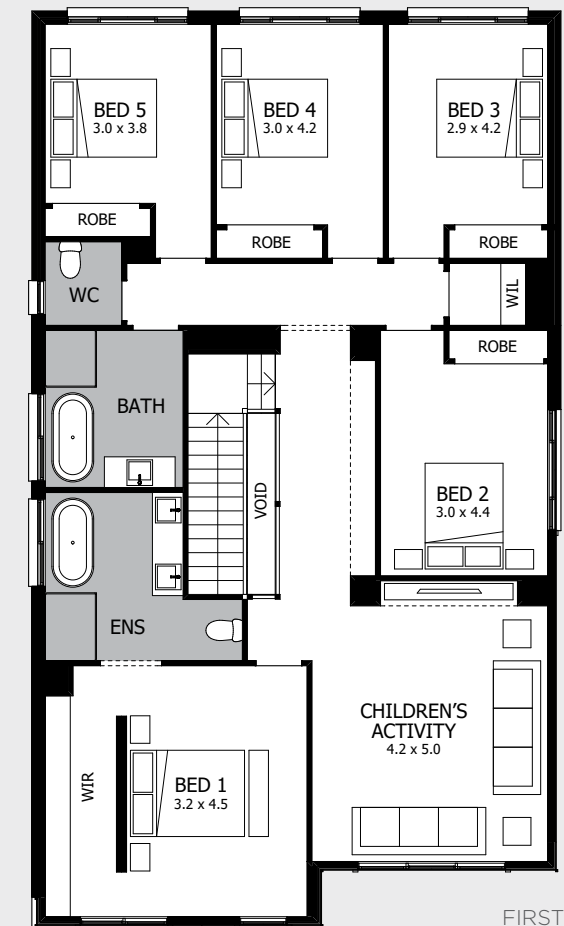 BED 5
3.0 x 3.8
BED 4
3.0 x 4.2
BED 3
2.9 x 4.2
ROBE
ROBE
ROBE
WC
WIL
ROBE
BATH
VOID
BED 2
3.0 x 4.4
ENS
CHILDREN'S
ACTIVITY
4.2 x 5.0
WIR
BED 1
3.2 x 4.5
FIRST